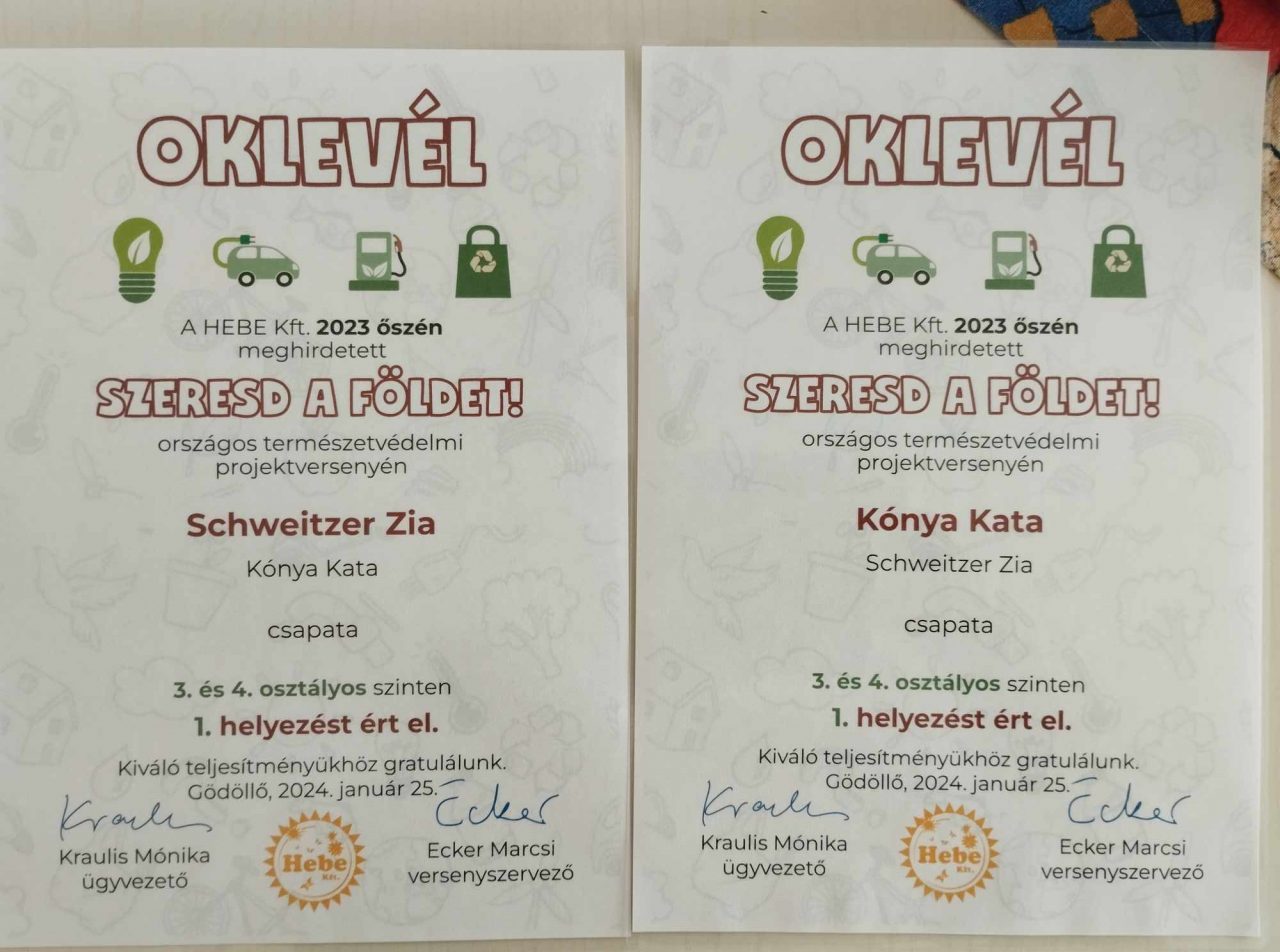 OKLEVÉL
A HEBE Kft. 2023 őszén
meghirdetett
SZERESD A FÖLDET!
országos természetvédelmi
projektversenyén
Schweitzer Zia
Kónya Kata
csapata
3. és 4. osztályos szinten
1. helyezést ért el.
Kiváló teljesítményükhöz gratulálunk.
Gödöllő, 2024. január 25.
Kraulis
Ecker
Kraulis Mónika
ügyvezető
Hebe
Kft.
Ecker Marcsi
versenyszervező
OKLEVÉL
A HEBE Kft. 2023 őszén
meghirdetett
SZERESD A FÖLDET!
országos természetvédelmi
projektversenyén
Kónya Kata
Schweitzer Zia
csapata
3. és 4. osztályos szinten
1. helyezést ért el.
Kiváló teljesítményükhöz gratulálunk.
Gödöllő, 2024. január 25.
Kraulis
Ecker
Kraulis Mónika
ügyvezető
Hebe
Kft.
Ecker Marcsi
versenyszervező